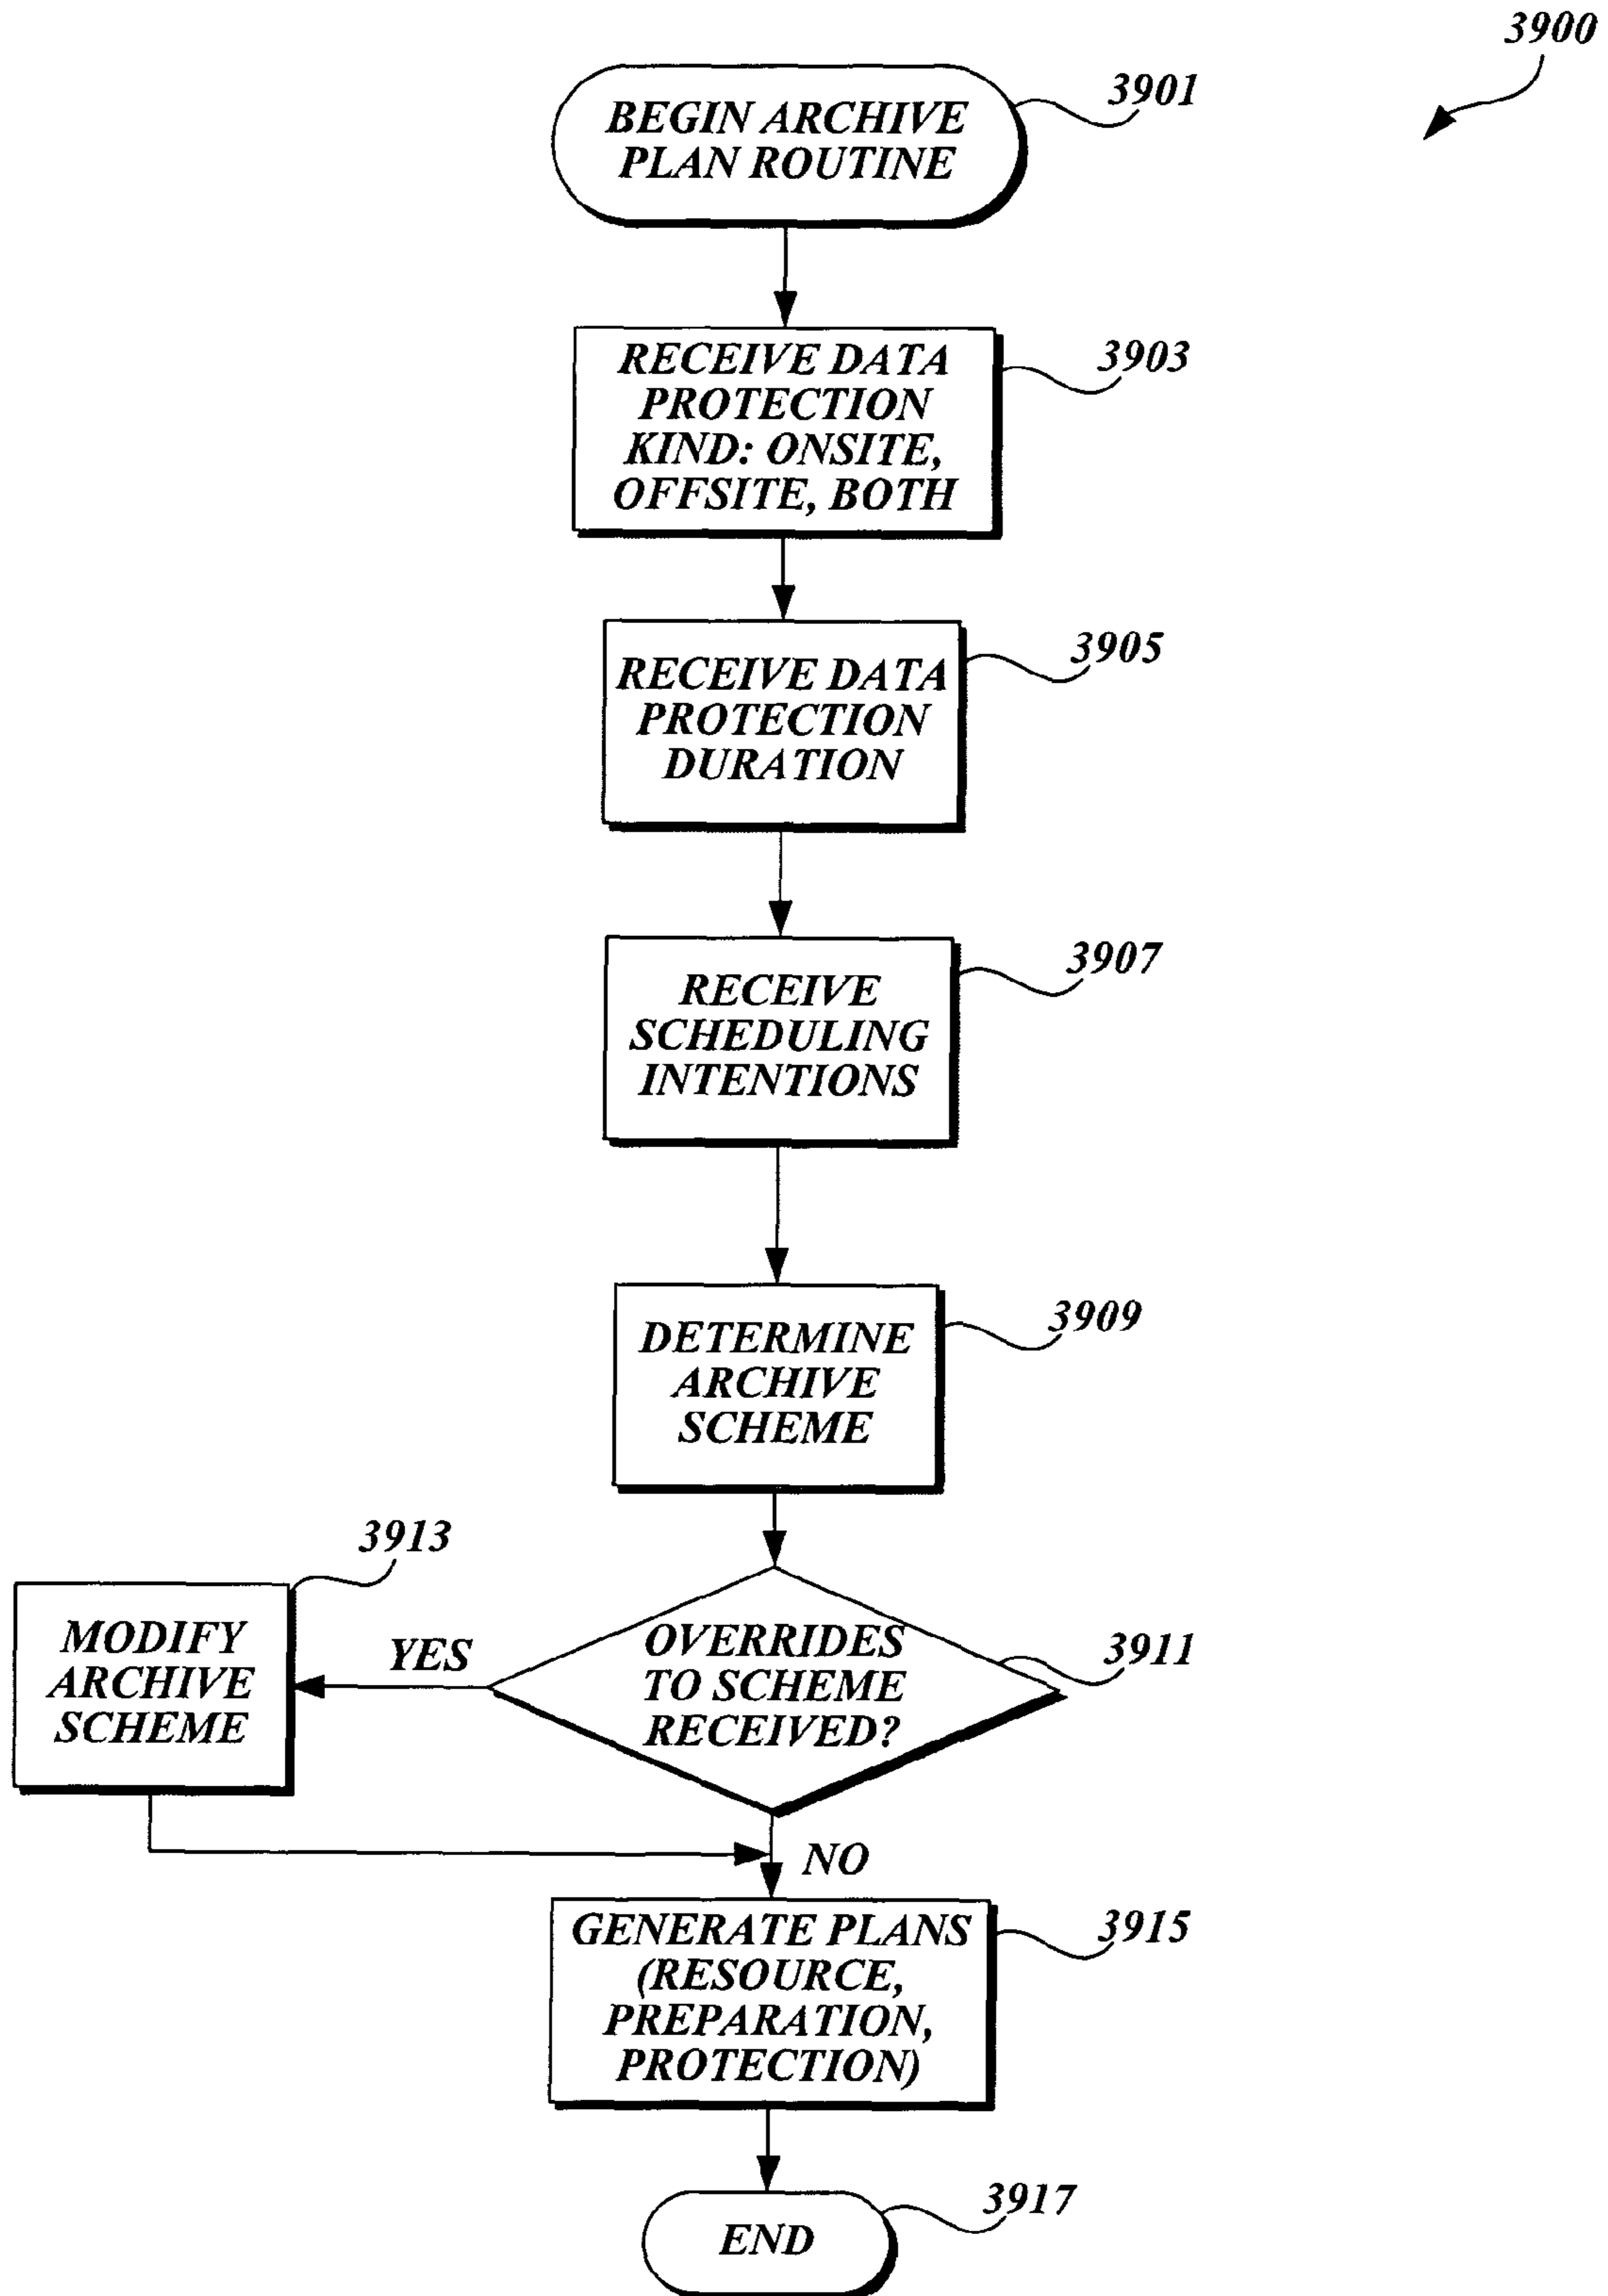 3900
BEGIN ARCHIVE
PLAN ROUTINE
3901
RECEIVE DATA
PROTECTION
KIND: ONSITE,
OFFSITE, BOTH
3903
RECEIVE DATA
PROTECTION
DURATION
3905
RECEIVE
SCHEDULING
INTENTIONS
3907
DETERMINE
ARCHIVE
SCHEME
3909
OVERRIDES
TO SCHEME
RECEIVED?
3911
YES
3913
MODIFY
ARCHIVE
SCHEME
NO
GENERATE PLANS
(RESOURCE,
PREPARATION,
PROTECTION)
3915
END
3917